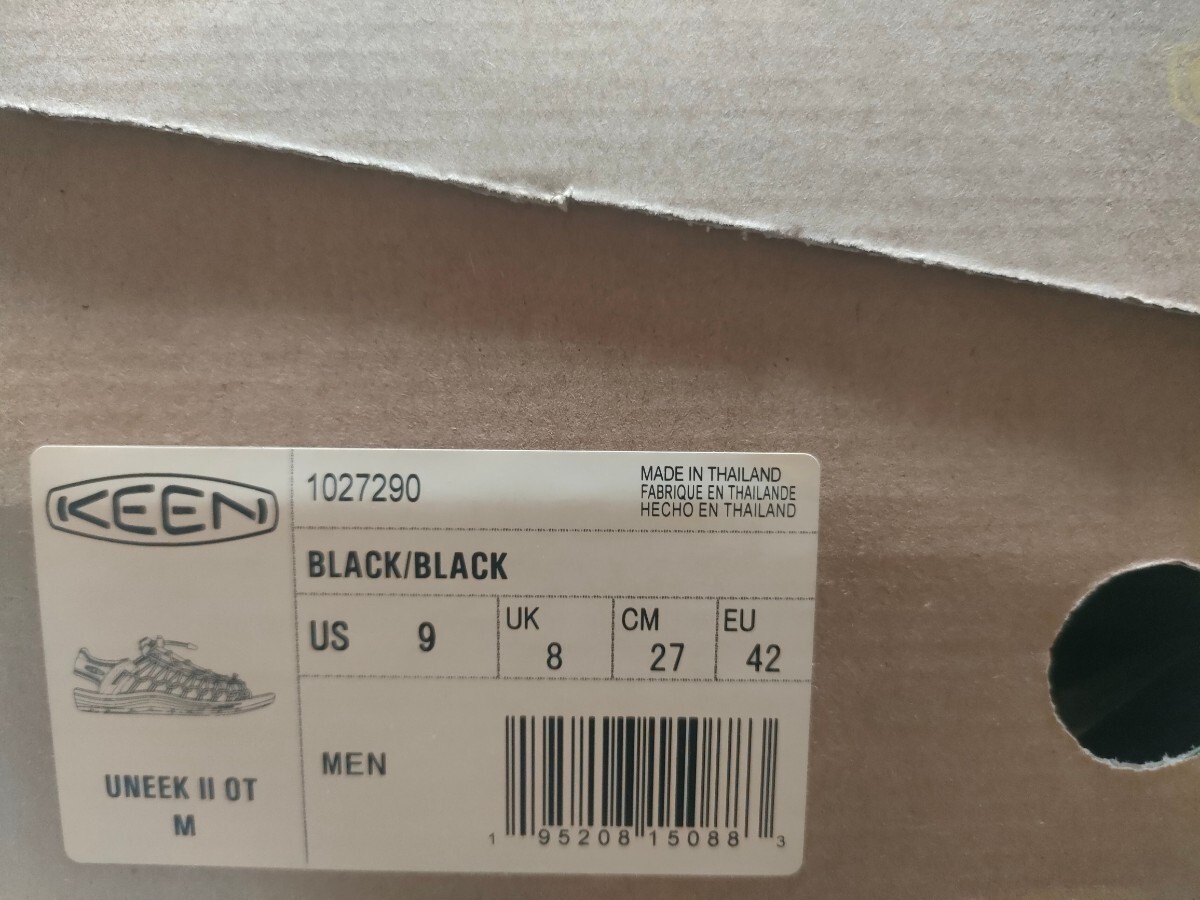 KEEN
1027290
MADE IN THAILAND
FABRIQUE EN THAILANDE
HECHO EN THAILAND
BLACK/BLACK
US 9
UK 8
CM 27
EU 42
MEN
UNEEK II OT
M
1 95208 15088 3